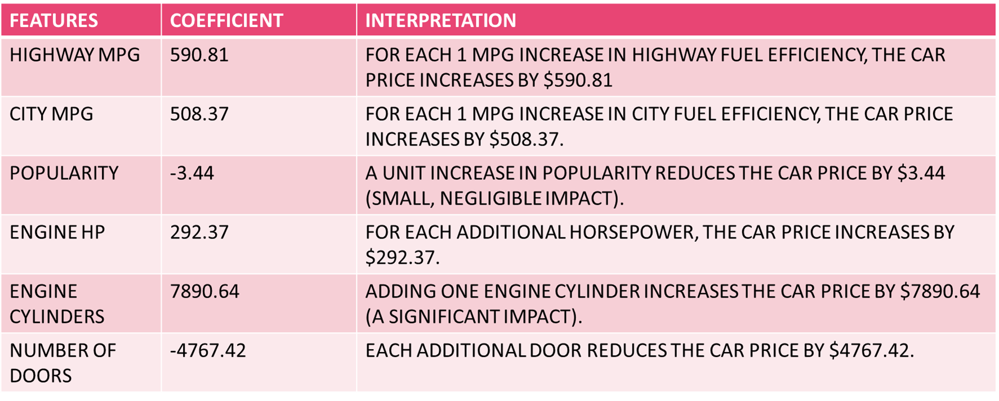 FEATURES COEFFICIENT INTERPRETATION
HIGHWAY MPG 590.81 FOR EACH 1 MPG INCREASE IN HIGHWAY FUEL EFFICIENCY, THE CAR
PRICE INCREASES BY $590.81
CITY MPG 508.37 FOR EACH 1 MPG INCREASE IN CITY FUEL EFFICIENCY, THE CAR PRICE
INCREASES BY $508.37.
POPULARITY -3.44 A UNIT INCREASE IN POPULARITY REDUCES THE CAR PRICE BY $3.44
(SMALL, NEGLIGIBLE IMPACT).
ENGINE HP 292.37 FOR EACH ADDITIONAL HORSEPOWER, THE CAR PRICE INCREASES BY
$292.37.
ENGINE 7890.64 ADDING ONE ENGINE CYLINDER INCREASES THE CAR PRICE BY $7890.64
CYLINDERS (A SIGNIFICANT IMPACT).
NUMBER OF -4767.42 EACH ADDITIONAL DOOR REDUCES THE CAR PRICE BY $4767.42.
DOORS